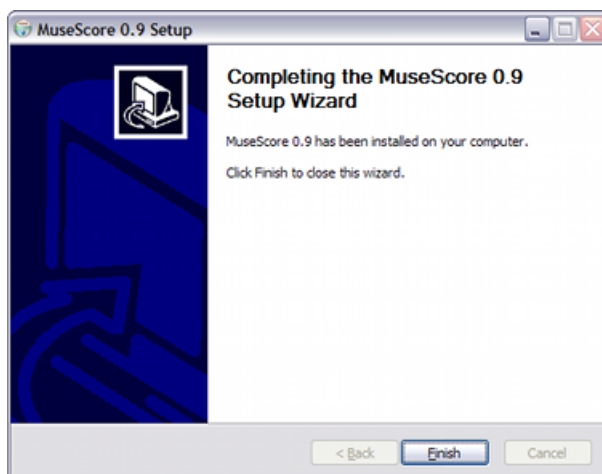 MuseScore 0.9 Setup
Completing the MuseScore 0.9
Setup Wizard
MuseScore 0.9 has been installed on your computer.
Click Finish to close this wizard.
< Back Finish Cancel